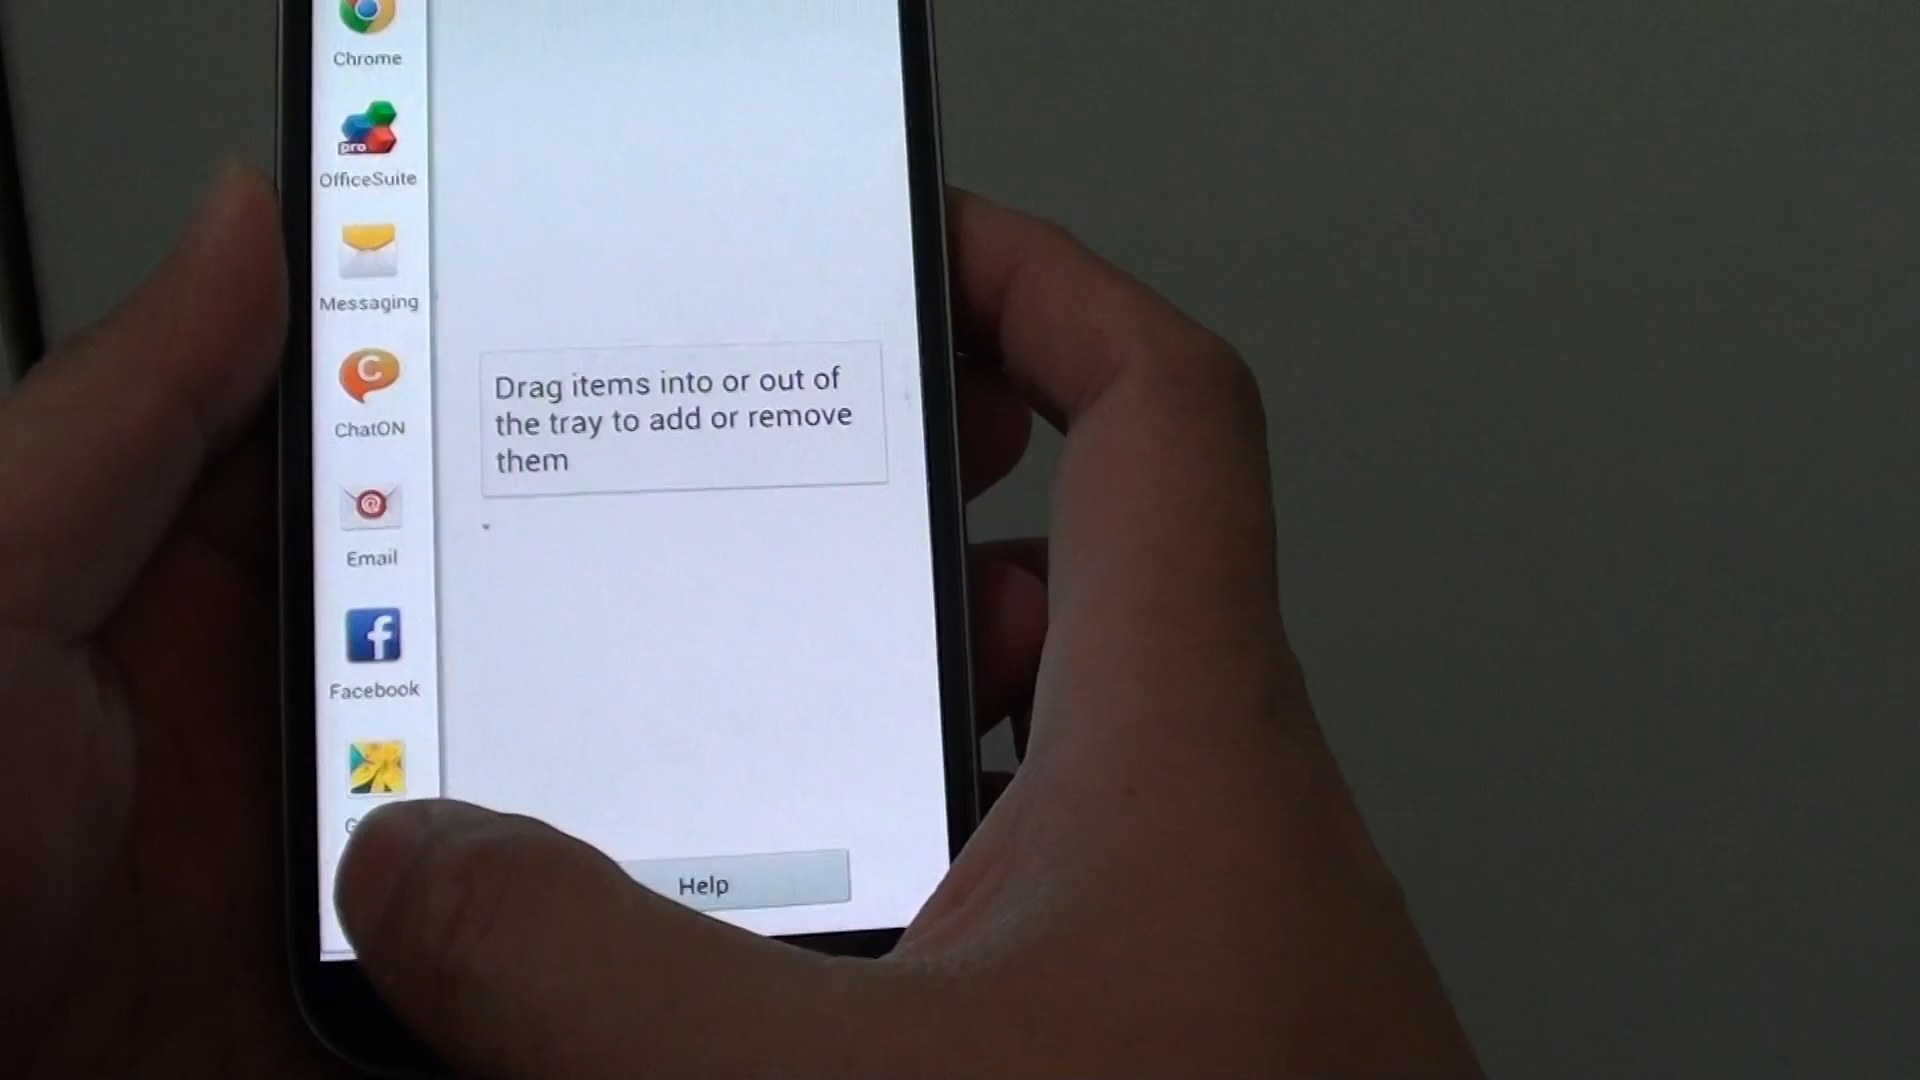 Chrome
pro
OfficeSuite
Messaging
C
ChatON
@
Email
f
Facebook
Drag items into or out of
the tray to add or remove
them
Help